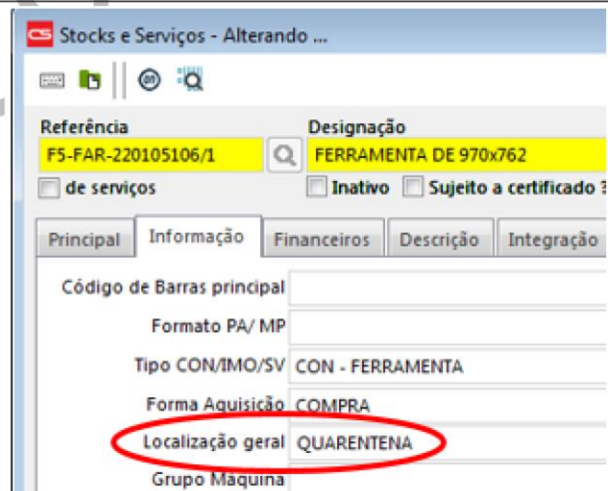 CS Stocks e Serviços - Alterando ...
Referência Designação
F5-FAR-220105106/1 FERRAMENTA DE 970x762
de serviços Inativo Sujeito a certificado ?
Principal Informação Financeiros Descrição Integração
Código de Barras principal
Formato PA/ MP
Tipo CON/IMO/SV CON - FERRAMENTA
Forma Aquisição COMPRA
Localização geral QUARENTENA
Grupo Máquina